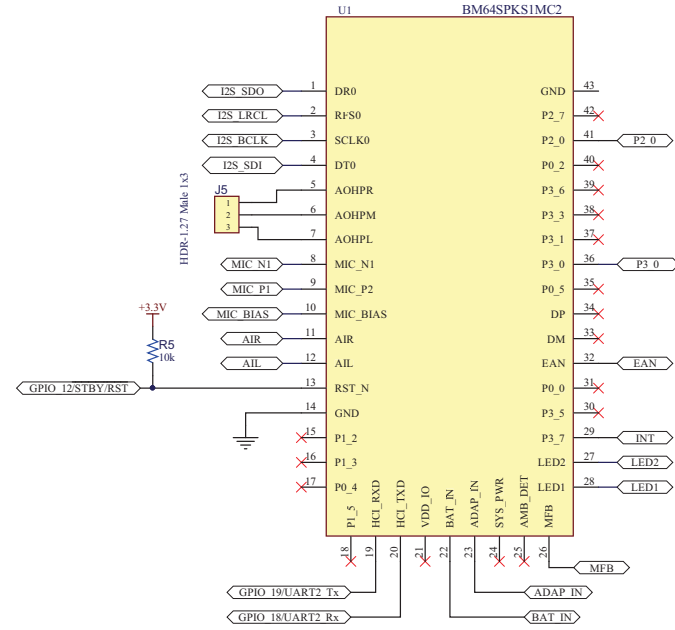 U1 BM64SPKS1MC2
I2S_SDO 1 DR0 GND 43
I2S_LRCL 2 RFS0 P2_7 42
I2S_BCLK 3 SCLK0 P2_0 41 P2_0
I2S_SDI 4 DT0 P0_2 40
J5
1 5 AOHPR P3_6 39
2 6 AOHPM P3_3 38
3 7 AOHPL P3_1 37
HDR-1.27 Male 1x3
MIC_N1 8 MIC_N1 P3_0 36 P3_0
MIC_P1 9 MIC_P2 P0_5 35
MIC_BIAS 10 MIC_BIAS DP 34
+3.3V
AIR 11 AIR DM 33
R5
10k
AIL 12 AIL EAN 32 EAN
GPIO_12/STBY/RST 13 RST_N P0_0 31
14 GND P3_5 30
15 P1_2 P3_7 29 INT
16 P1_3 LED2 27 LED2
17 P0_4 LED1 28 LED1
P1_5 HCI_RXD HCI_TXD VDD_IO BAT_IN ADAP_IN SYS_PWR AMB_DET MFB
18 19 20 21 22 23 24 25 26
MFB
GPIO_19/UART2_Tx ADAP_IN
GPIO_18/UART2_Rx BAT_IN